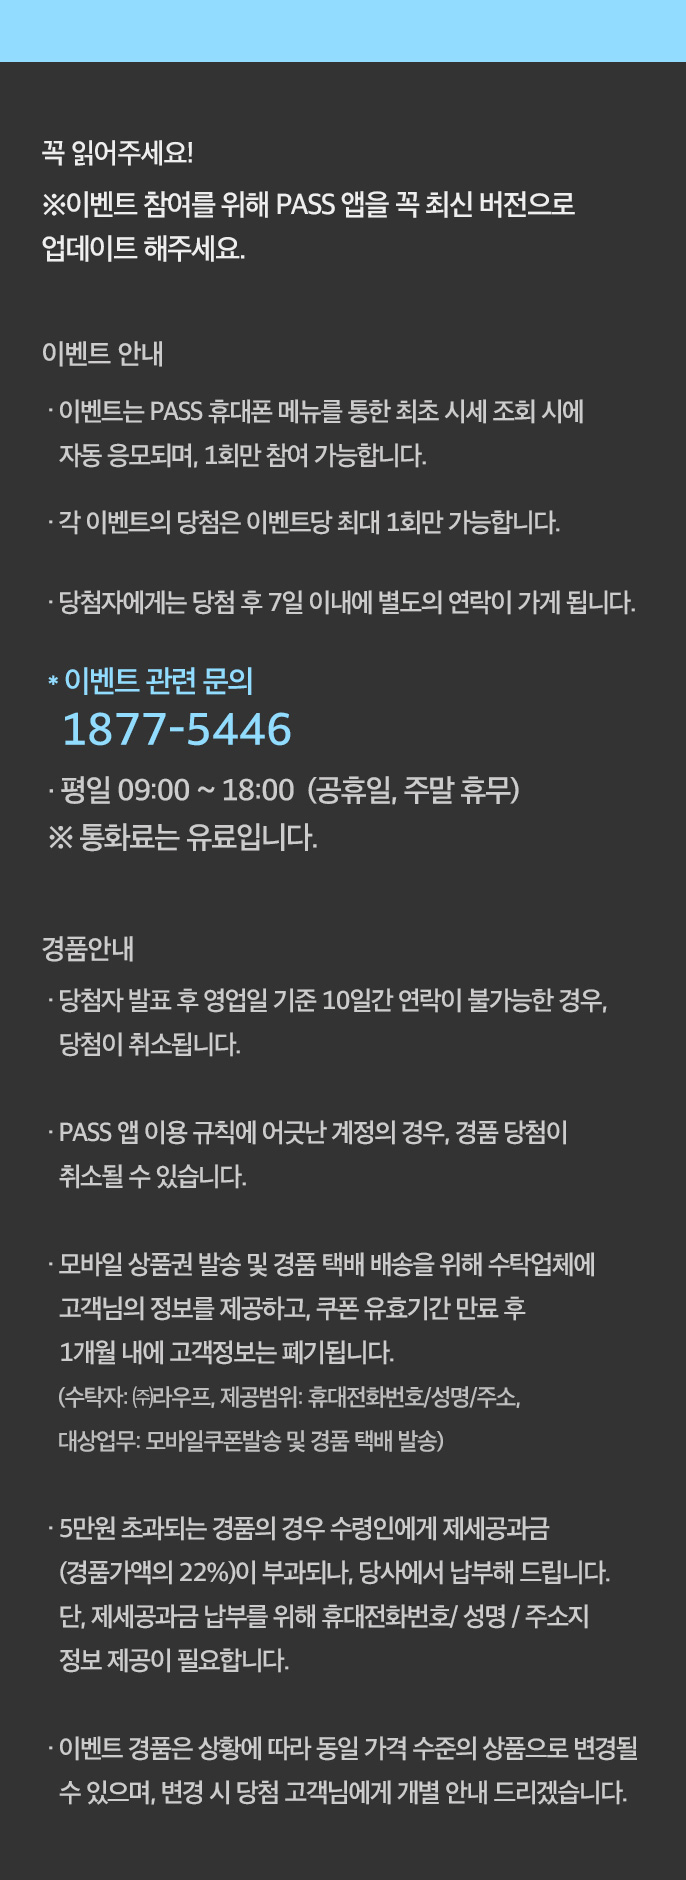 꼭 읽어주세요!
※이벤트 참여를 위해 PASS 앱을 꼭 최신 버전으로
업데이트 해주세요.
이벤트 안내
· 이벤트는 PASS 휴대폰 메뉴를 통한 최초 시세 조회 시에
자동 응모되며, 1회만 참여 가능합니다.
· 각 이벤트의 당첨은 이벤트당 최대 1회만 가능합니다.
· 당첨자에게는 당첨 후 7일 이내에 별도의 연락이 가게 됩니다.
* 이벤트 관련 문의
1877-5446
· 평일 09:00 ~ 18:00 (공휴일, 주말 휴무)
※ 통화료는 유료입니다.
경품안내
· 당첨자 발표 후 영업일 기준 10일간 연락이 불가능한 경우,
당첨이 취소됩니다.
· PASS 앱 이용 규칙에 어긋난 계정의 경우, 경품 당첨이
취소될 수 있습니다.
· 모바일 상품권 발송 및 경품 택배 배송을 위해 수탁업체에
고객님의 정보를 제공하고, 쿠폰 유효기간 만료 후
1개월 내에 고객정보는 폐기됩니다.
(수탁자: ㈜라우프, 제공범위: 휴대전화번호/성명/주소,
대상업무: 모바일쿠폰발송 및 경품 택배 발송)
· 5만원 초과되는 경품의 경우 수령인에게 제세공과금
(경품가액의 22%)이 부과되나, 당사에서 납부해 드립니다.
단, 제세공과금 납부를 위해 휴대전화번호/ 성명 / 주소지
정보 제공이 필요합니다.
· 이벤트 경품은 상황에 따라 동일 가격 수준의 상품으로 변경될
수 있으며, 변경 시 당첨 고객님에게 개별 안내 드리겠습니다.